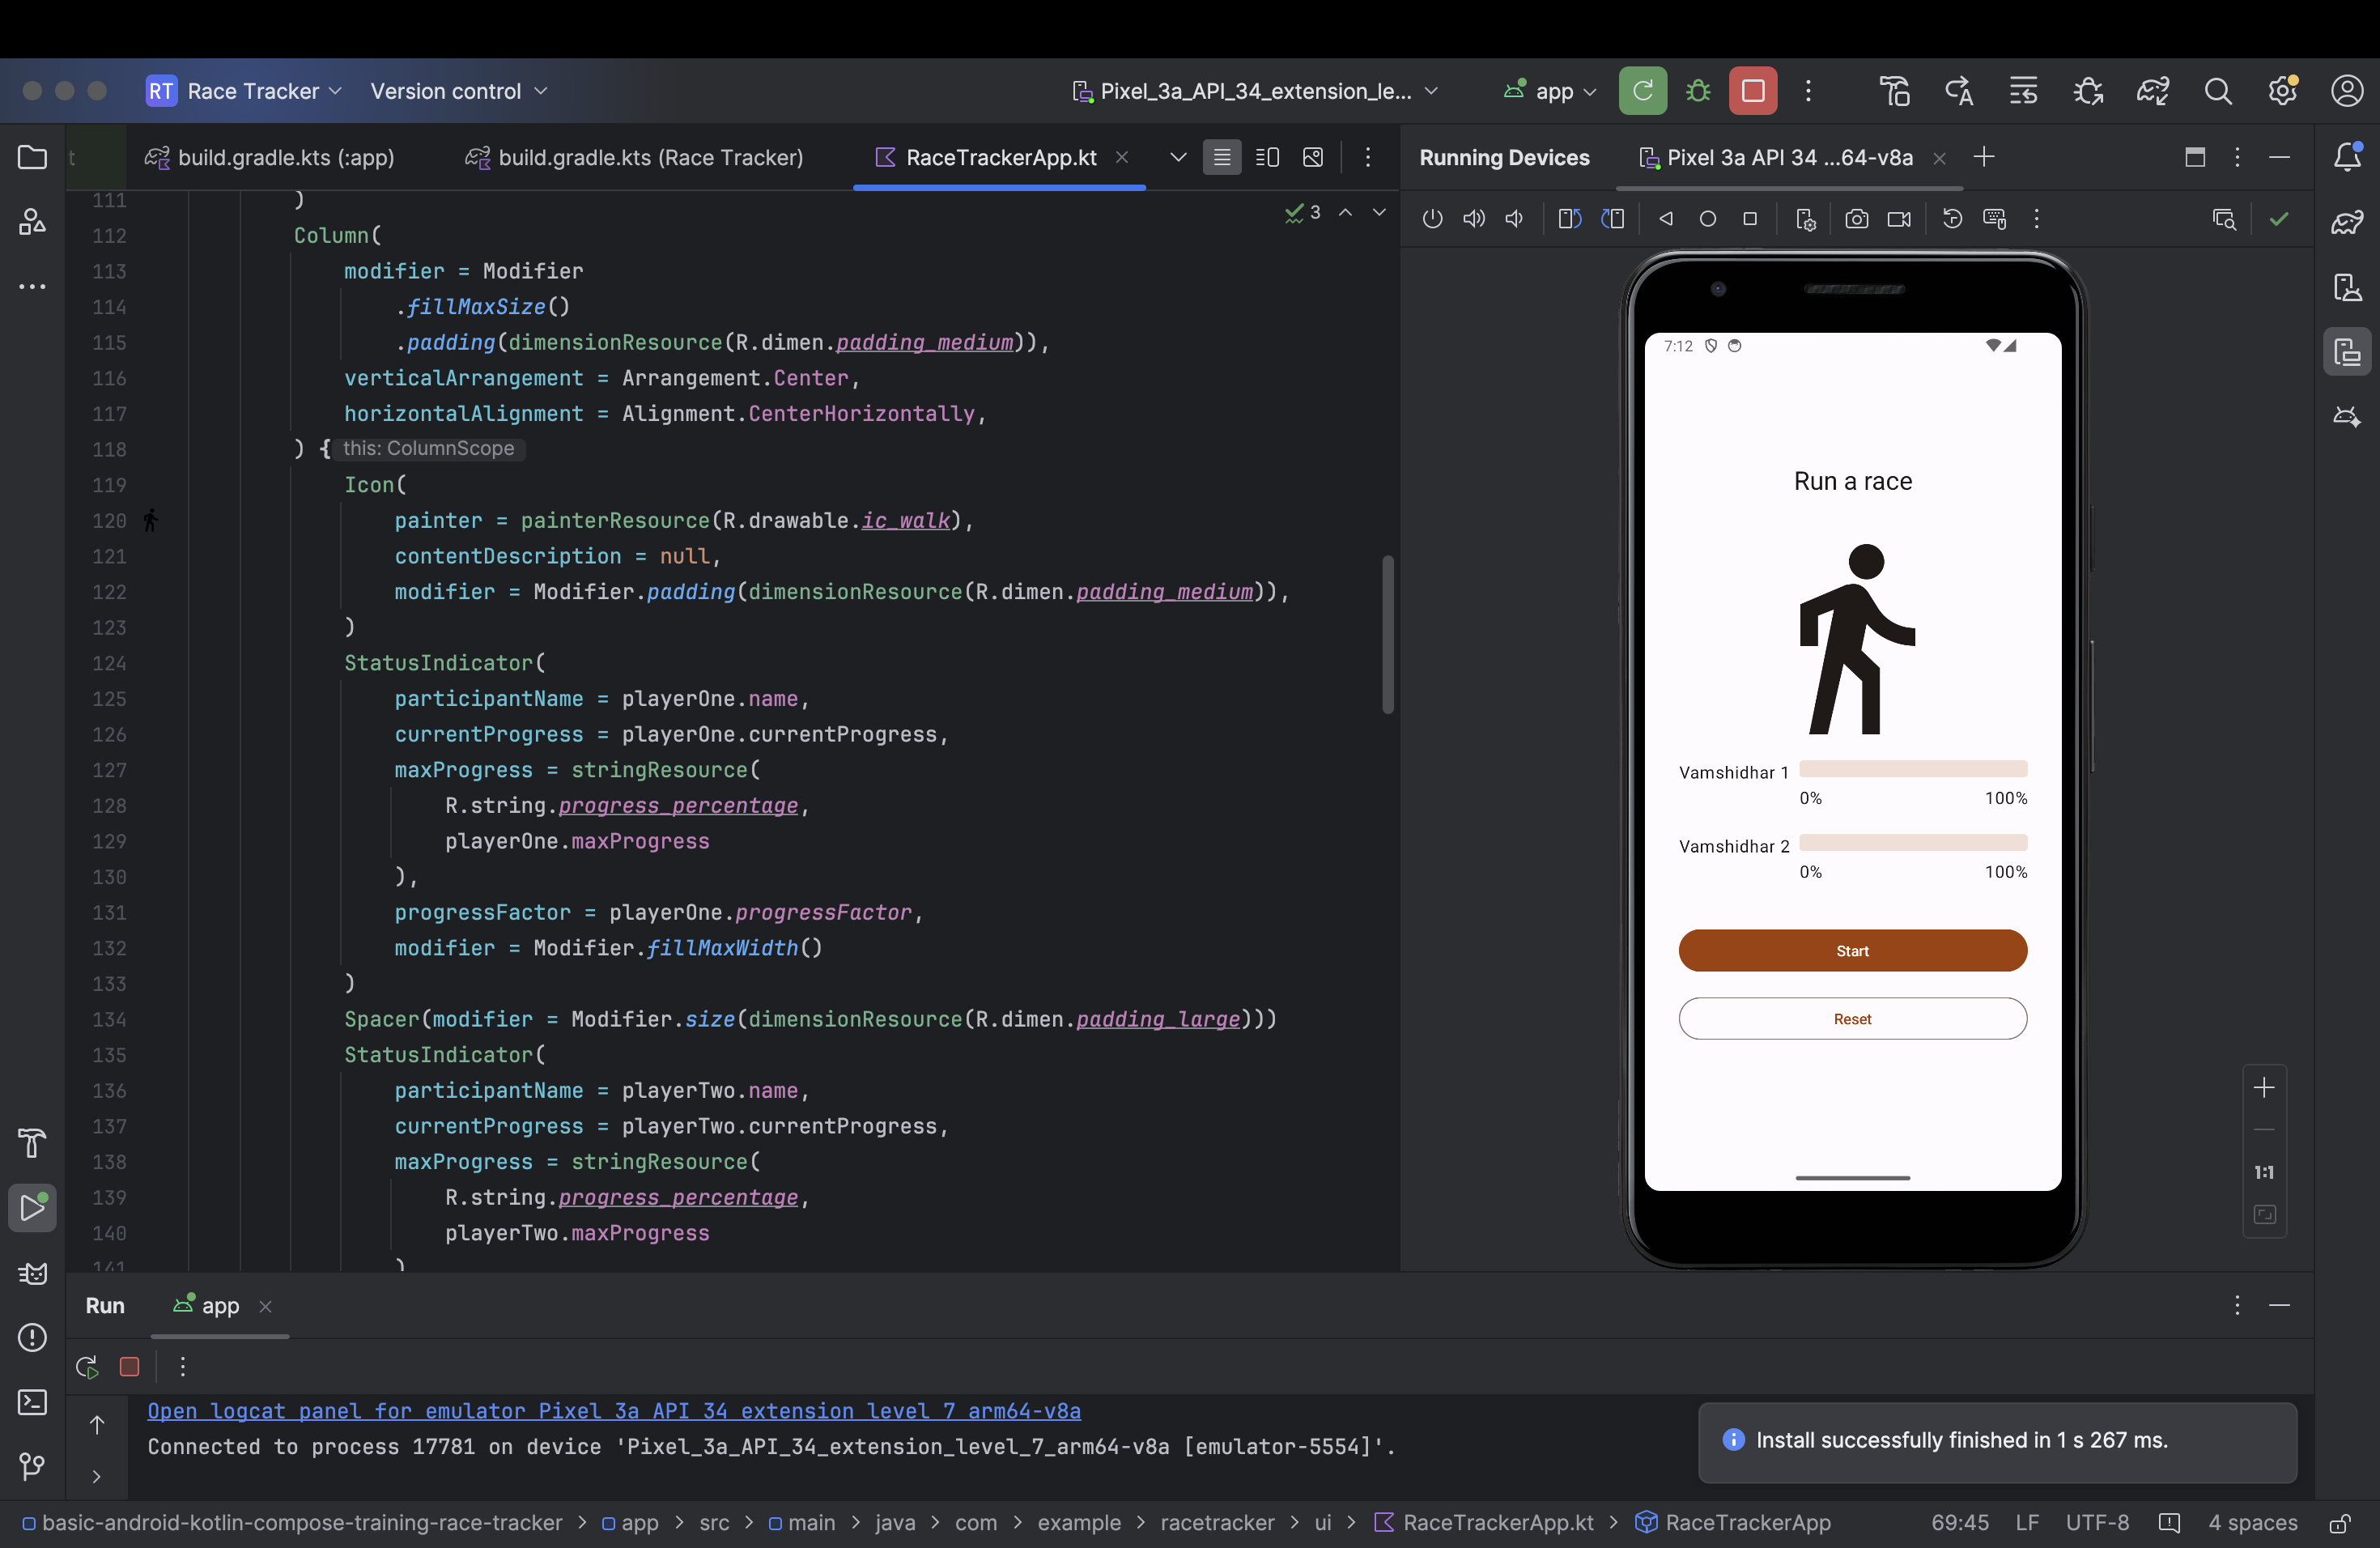 RT Race Tracker Version control Pixel_3a_API_34_extension_le... app
t build.gradle.kts (:app) build.gradle.kts (Race Tracker) RaceTrackerApp.kt
3
111 )
112 Column(
113 modifier = Modifier
114 .fillMaxSize()
115 .padding(dimensionResource(R.dimen.padding_medium)),
116 verticalArrangement = Arrangement.Center,
117 horizontalAlignment = Alignment.CenterHorizontally,
118 ) { this: ColumnScope
119 Icon(
120 painter = painterResource(R.drawable.ic_walk),
121 contentDescription = null,
122 modifier = Modifier.padding(dimensionResource(R.dimen.padding_medium)),
123 )
124 StatusIndicator(
125 participantName = playerOne.name,
126 currentProgress = playerOne.currentProgress,
127 maxProgress = stringResource(
128 R.string.progress_percentage,
129 playerOne.maxProgress
130 ),
131 progressFactor = playerOne.progressFactor,
132 modifier = Modifier.fillMaxWidth()
133 )
134 Spacer(modifier = Modifier.size(dimensionResource(R.dimen.padding_large)))
135 StatusIndicator(
136 participantName = playerTwo.name,
137 currentProgress = playerTwo.currentProgress,
138 maxProgress = stringResource(
139 R.string.progress_percentage,
140 playerTwo.maxProgress
141 )
Running Devices Pixel 3a API 34 ...64-v8a
7:12
Run a race
Vamshidhar 1
0% 100%
Vamshidhar 2
0% 100%
Start
Reset
1:1
Run app
Open logcat panel for emulator Pixel 3a API 34 extension level 7 arm64-v8a
Connected to process 17781 on device 'Pixel_3a_API_34_extension_level_7_arm64-v8a [emulator-5554]'.
Install successfully finished in 1 s 267 ms.
basic-android-kotlin-compose-training-race-tracker > app > src > main > java > com > example > racetracker > ui > RaceTrackerApp.kt > RaceTrackerApp 69:45 LF UTF-8 4 spaces